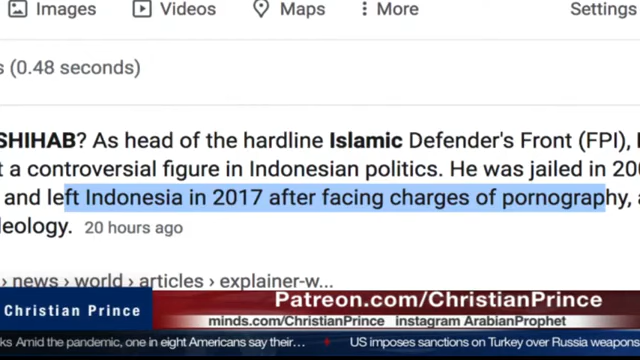 Images Videos Maps More Settings
s (0.48 seconds)
SHIHAB? As head of the hardline Islamic Defender's Front (FPI),
a controversial figure in Indonesian politics. He was jailed in 200
and left Indonesia in 2017 after facing charges of pornography,
deology. 20 hours ago
› news › world › articles › explainer-w...
Patreon.com/ChristianPrince
Christian Prince
minds.com/ChristianPrince instagram ArabianProphet
ks Amid the pandemic, one in eight Americans say their... US imposes sanctions on Turkey over Russia weapons